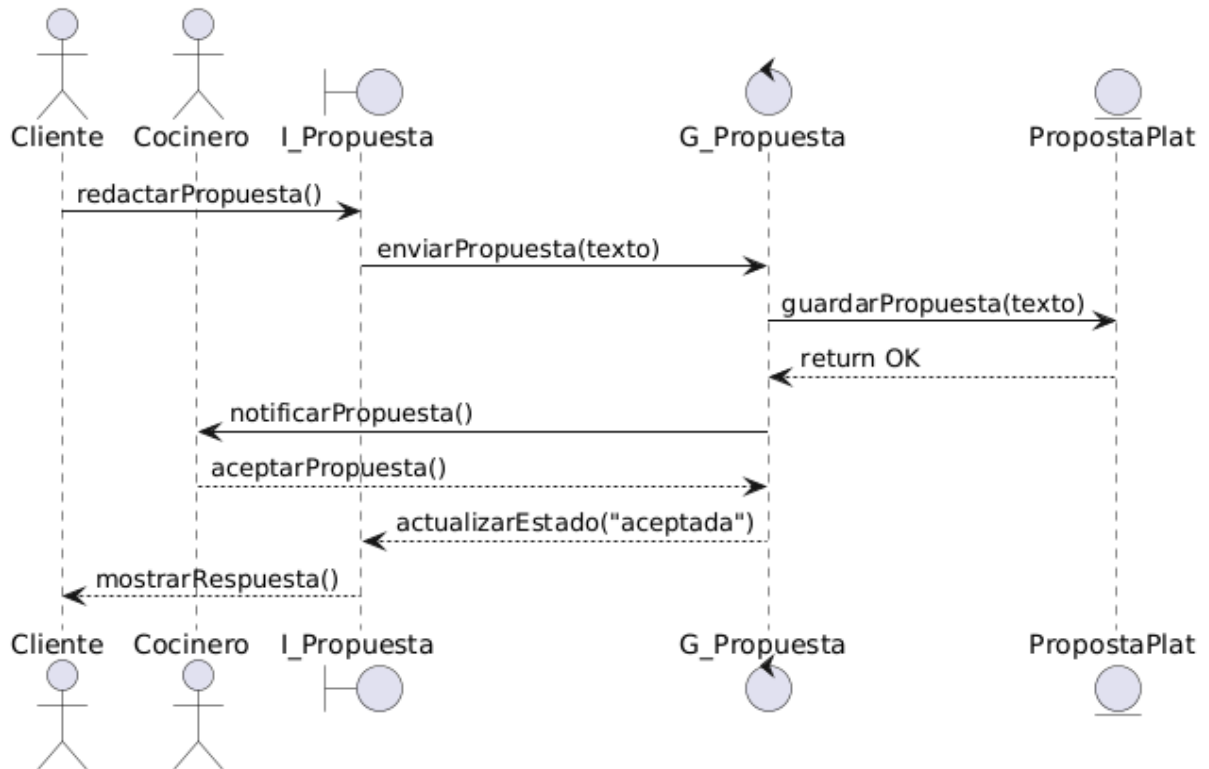 Cliente Cocinero I_Propuesta G_Propuesta PropostaPlat
redactarPropuesta()
enviarPropuesta(texto)
guardarPropuesta(texto)
return OK
notificarPropuesta()
aceptarPropuesta()
actualizarEstado("aceptada")
mostrarRespuesta()
Cliente Cocinero I_Propuesta G_Propuesta PropostaPlat